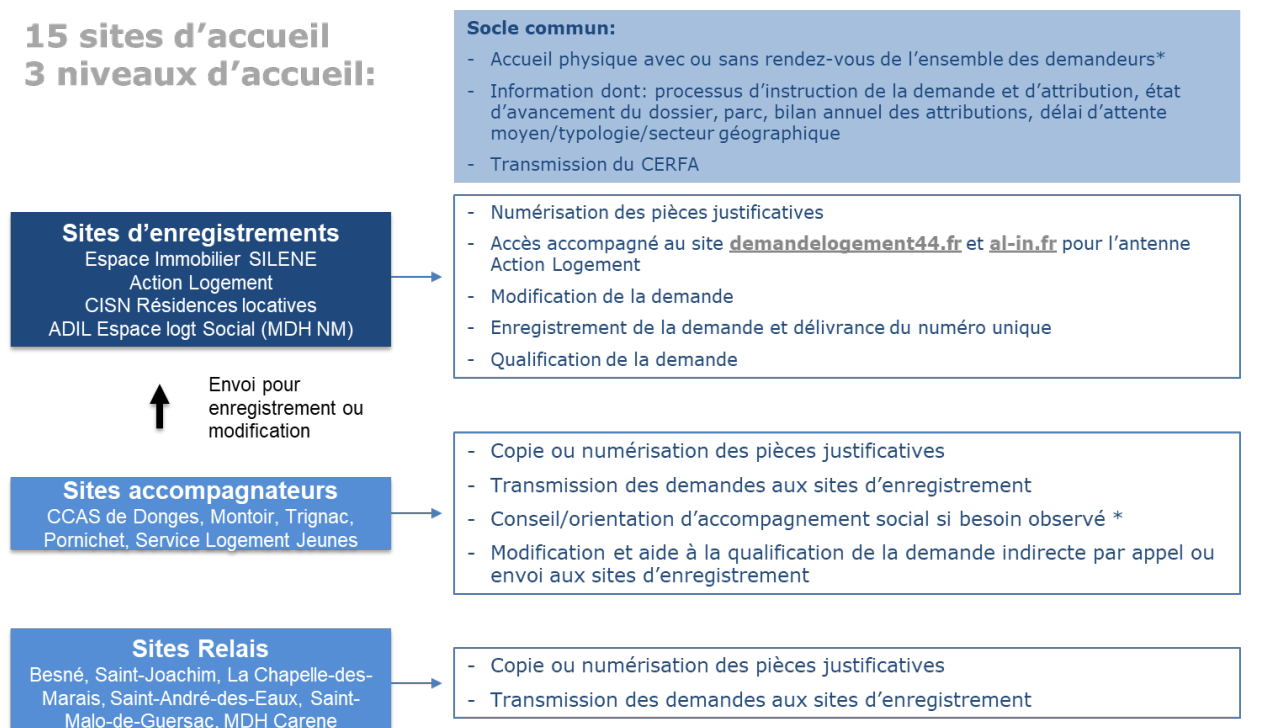 15 sites d'accueil
3 niveaux d'accueil:
Socle commun:
- Accueil physique avec ou sans rendez-vous de l'ensemble des demandeurs*
- Information dont: processus d'instruction de la demande et d'attribution, état
d'avancement du dossier, parc, bilan annuel des attributions, délai d'attente
moyen/typologie/secteur géographique
- Transmission du CERFA
Sites d'enregistrements
Espace Immobilier SILENE
Action Logement
CISN Résidences locatives
ADIL Espace logt Social (MDH NM)
- Numérisation des pièces justificatives
- Accès accompagné au site demandelogement44.fr et al-in.fr pour l'antenne
Action Logement
- Modification de la demande
- Enregistrement de la demande et délivrance du numéro unique
- Qualification de la demande
Envoi pour
enregistrement ou
modification
Sites accompagnateurs
CCAS de Donges, Montoir, Trignac,
Pornichet, Service Logement Jeunes
- Copie ou numérisation des pièces justificatives
- Transmission des demandes aux sites d'enregistrement
- Conseil/orientation d'accompagnement social si besoin observé *
- Modification et aide à la qualification de la demande indirecte par appel ou
envoi aux sites d'enregistrement
Sites Relais
Besné, Saint-Joachim, La Chapelle-des-
Marais, Saint-André-des-Eaux, Saint-
Malo-de-Guersac, MDH Carene
- Copie ou numérisation des pièces justificatives
- Transmission des demandes aux sites d'enregistrement